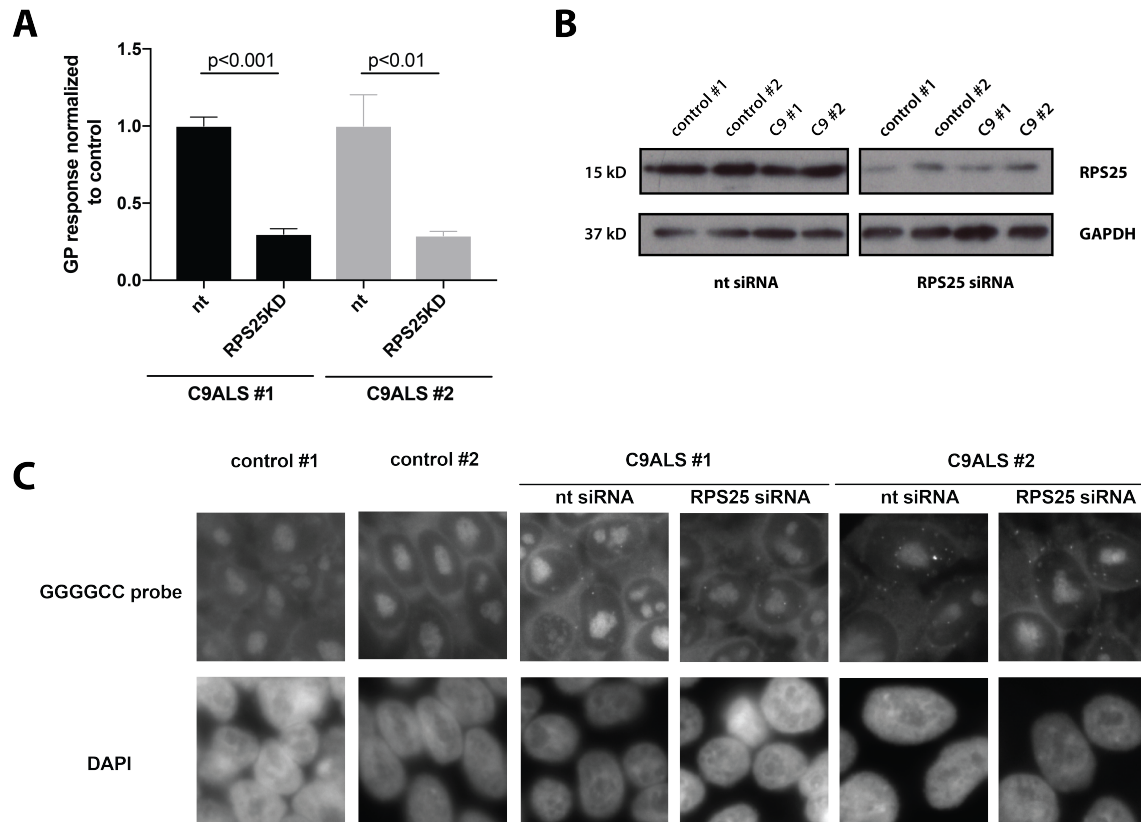 A
GP response normalized
to control
1.5
1.0
0.5
0.0
p<0.001
p<0.01
nt
RPS25KD
nt
RPS25KD
C9ALS #1
C9ALS #2
B
control #1
control #2
C9 #1
C9 #2
control #1
control #2
C9 #1
C9 #2
15 kD
RPS25
37 kD
GAPDH
nt siRNA
RPS25 siRNA
C
control #1
control #2
C9ALS #1
C9ALS #2
nt siRNA
RPS25 siRNA
nt siRNA
RPS25 siRNA
GGGGCC probe
DAPI